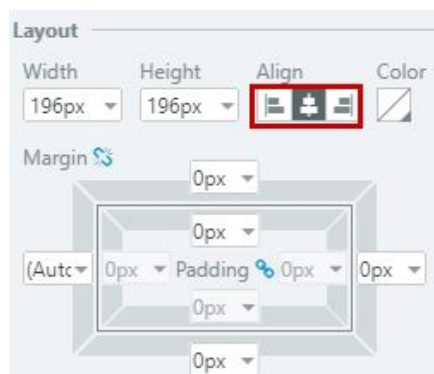 Layout
Width Height Align Color
196px 196px
Margin
0px
0px
(Autc 0px Padding 0px 0px
0px
0px